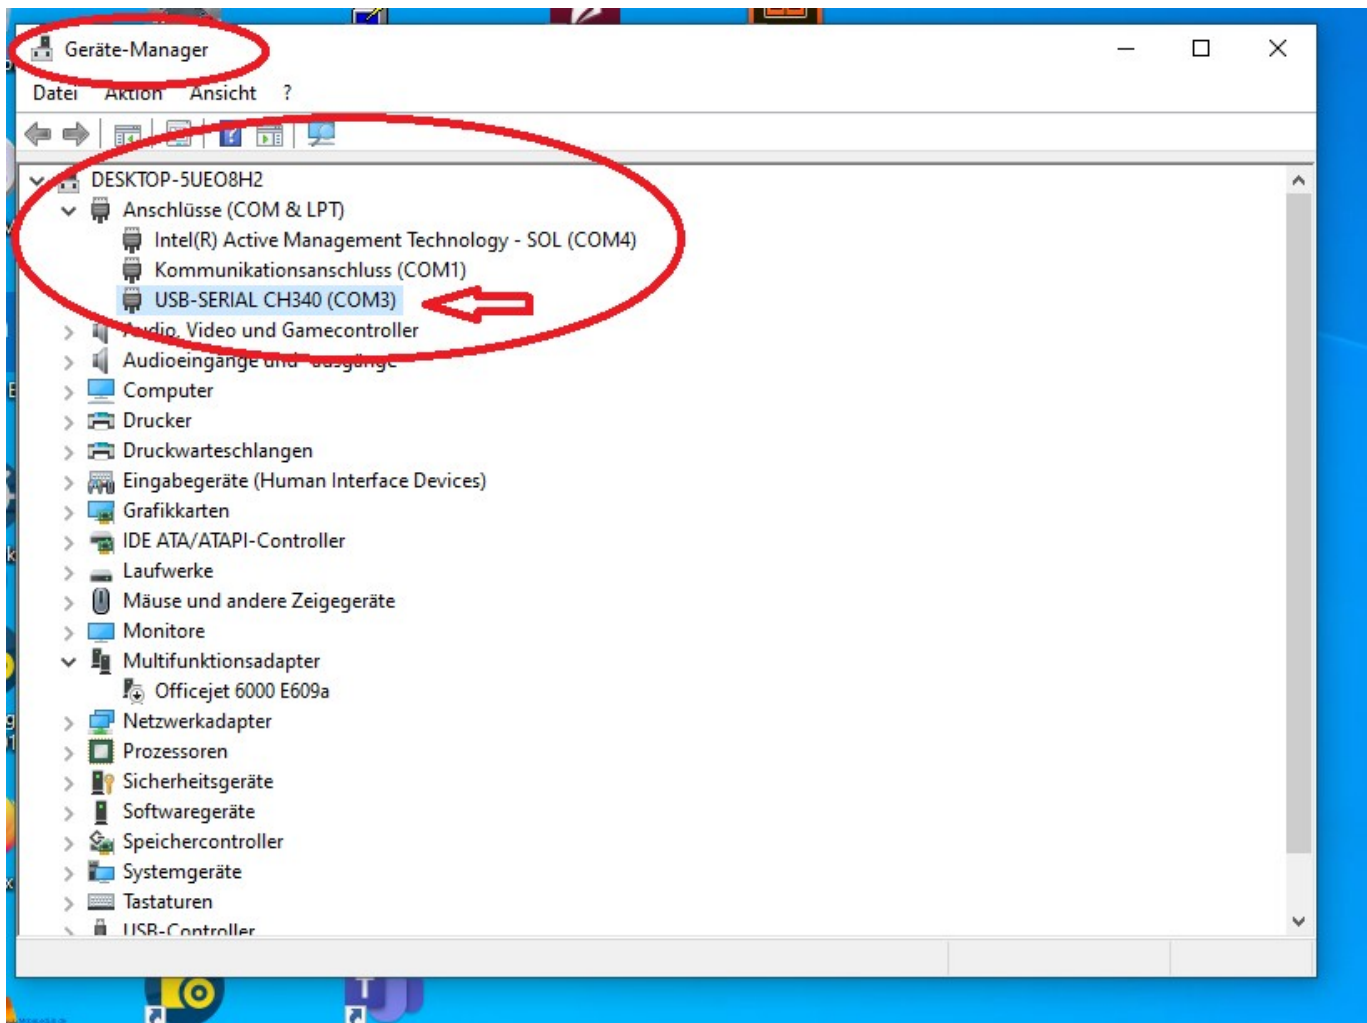 Geräte-Manager
Datei Aktion Ansicht ?
DESKTOP-5UEO8H2
Anschlüsse (COM & LPT)
Intel(R) Active Management Technology - SOL (COM4)
Kommunikationsanschluss (COM1)
USB-SERIAL CH340 (COM3)
Audio, Video und Gamecontroller
Audioeingänge und -ausgänge
Computer
Drucker
Druckwarteschlangen
Eingabegeräte (Human Interface Devices)
Grafikkarten
IDE ATA/ATAPI-Controller
Laufwerke
Mäuse und andere Zeigegeräte
Monitore
Multifunktionsadapter
Officejet 6000 E609a
Netzwerkadapter
Prozessoren
Sicherheitsgeräte
Softwaregeräte
Speichercontroller
Systemgeräte
Tastaturen
USB-Controller